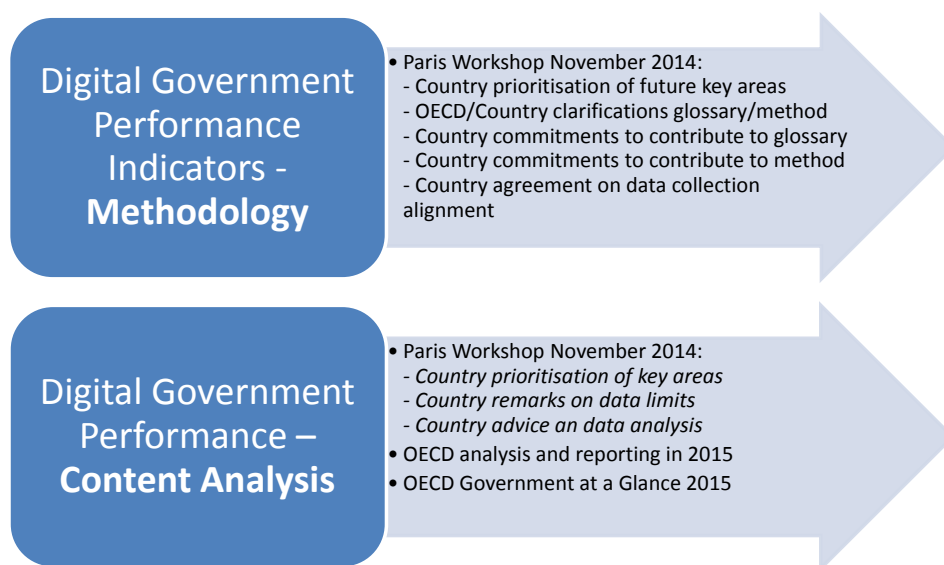 Digital Government
Performance
Indicators -
Methodology
• Paris Workshop November 2014:
- Country prioritisation of future key areas
- OECD/Country clarifications glossary/method
- Country commitments to contribute to glossary
- Country commitments to contribute to method
- Country agreement on data collection
alignment
Digital Government
Performance –
Content Analysis
• Paris Workshop November 2014:
- Country prioritisation of key areas
- Country remarks on data limits
- Country advice an data analysis
• OECD analysis and reporting in 2015
• OECD Government at a Glance 2015